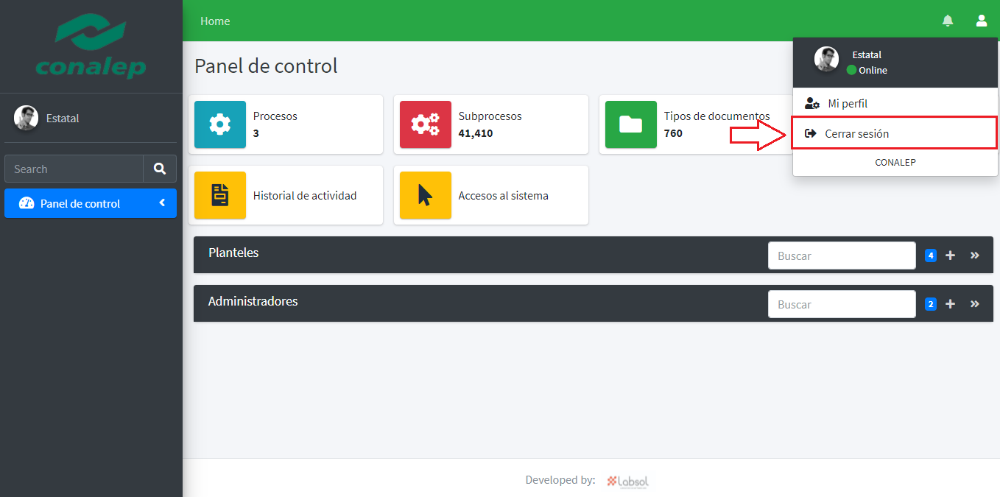 conalep
Home
Estatal
Online
Mi perfil
Cerrar sesión
CONALEP
Estatal
Search
Panel de control
Panel de control
Procesos
3
Subprocesos
41,410
Tipos de documentos
760
Historial de actividad
Accesos al sistema
Planteles
Buscar
4
Administradores
Buscar
2
Developed by:
Labsol